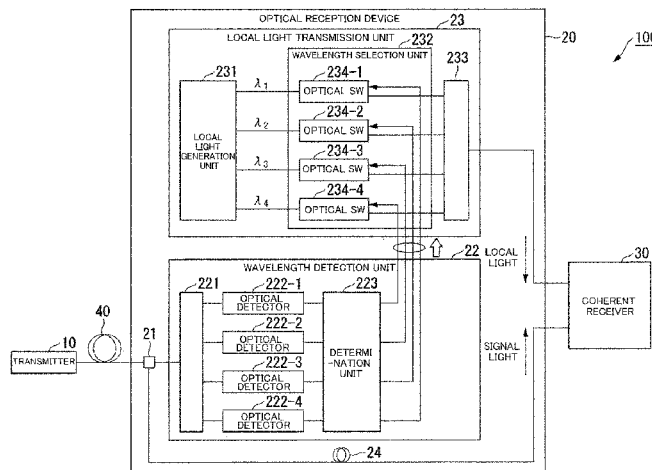 OPTICAL RECEPTION DEVICE
20
100
LOCAL LIGHT TRANSMISSION UNIT
23
232
WAVELENGTH SELECTION UNIT
231
234-1
233
λ1
OPTICAL SW
234-2
λ2
OPTICAL SW
LOCAL
LIGHT
GENERATION
UNIT
234-3
λ3
OPTICAL SW
234-4
λ4
OPTICAL SW
WAVELENGTH DETECTION UNIT
22
LOCAL
LIGHT
30
221
222-1
223
OPTICAL
DETECTOR
COHERENT
RECEIVER
40
10
21
222-2
OPTICAL
DETECTOR
DETERMI
-NATION
UNIT
SIGNAL
LIGHT
TRANSMITTER
222-3
OPTICAL
DETECTOR
222-4
OPTICAL
DETECTOR
24